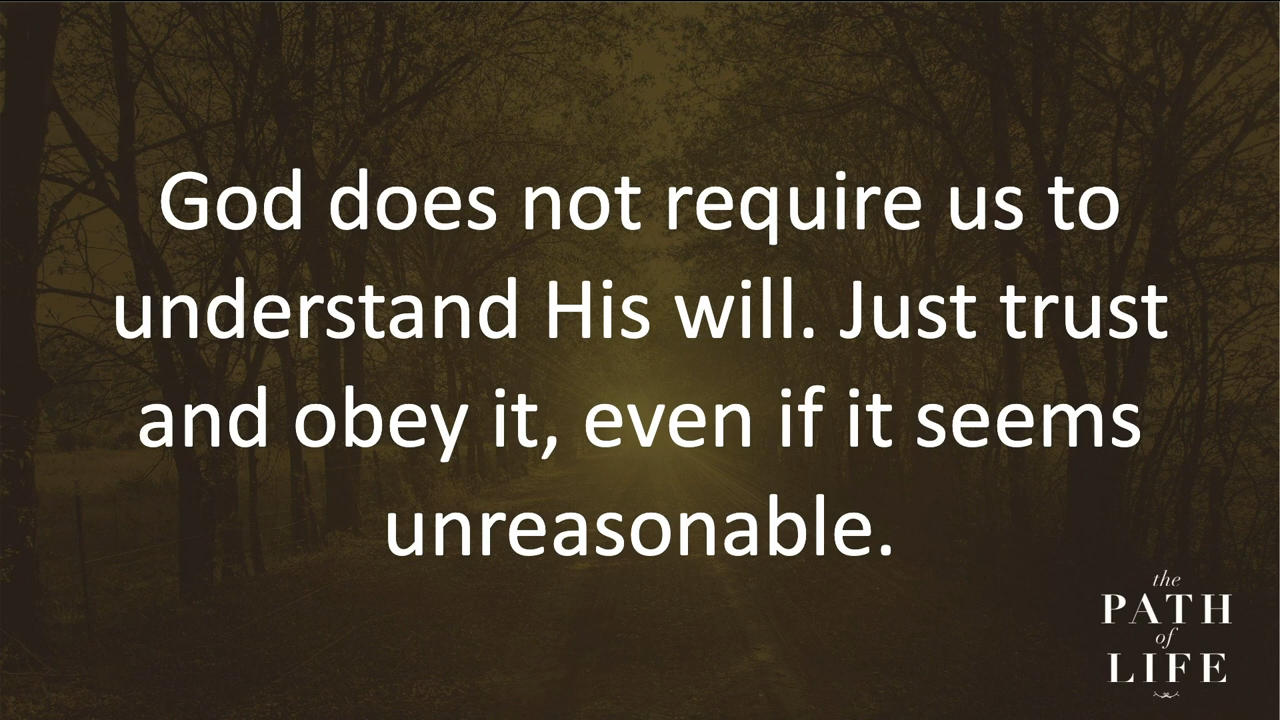 God does not require us to
understand His will. Just trust
and obey it, even if it seems
unreasonable.
the
PATH
of
LIFE